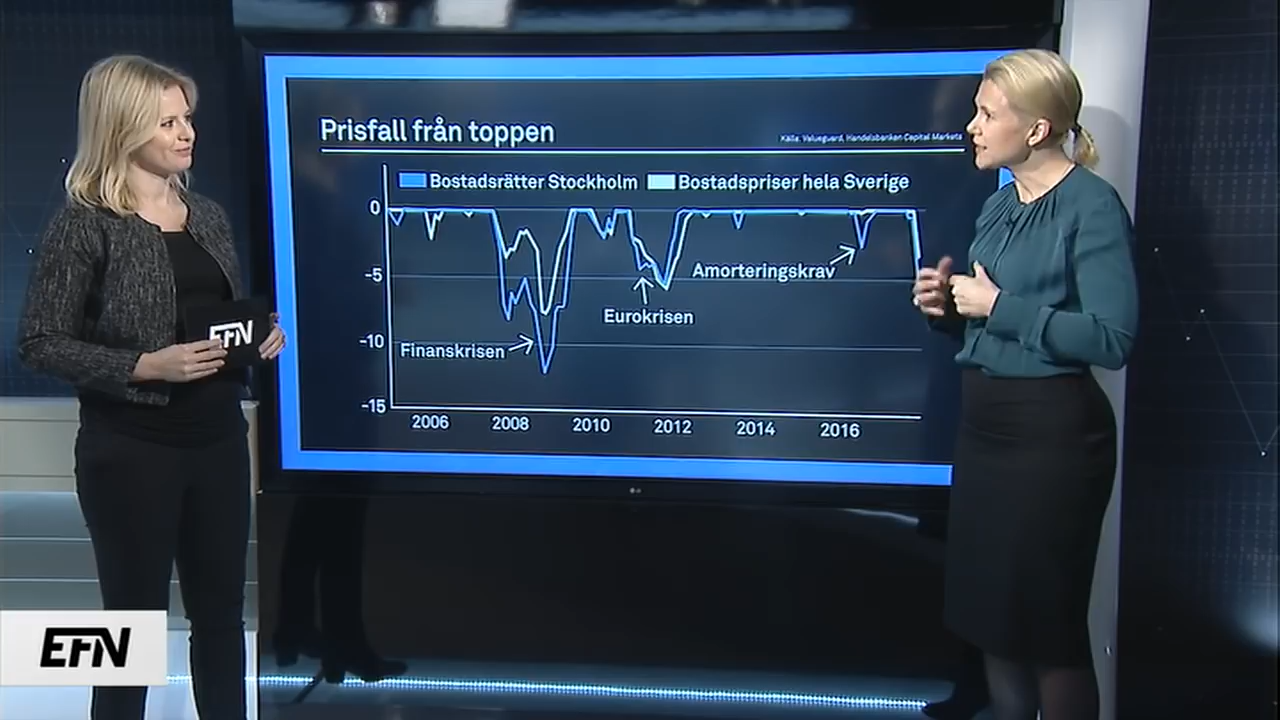 Prisfall från toppen
Källa: Valueguard, Handelsbanken Capital Markets
Bostadsrätter Stockholm Bostadspriser hela Sverige
0
-5
-10
-15
Amorteringskrav
Eurokrisen
Finanskrisen
2006 2008 2010 2012 2014 2016
EFN
EFN
LG